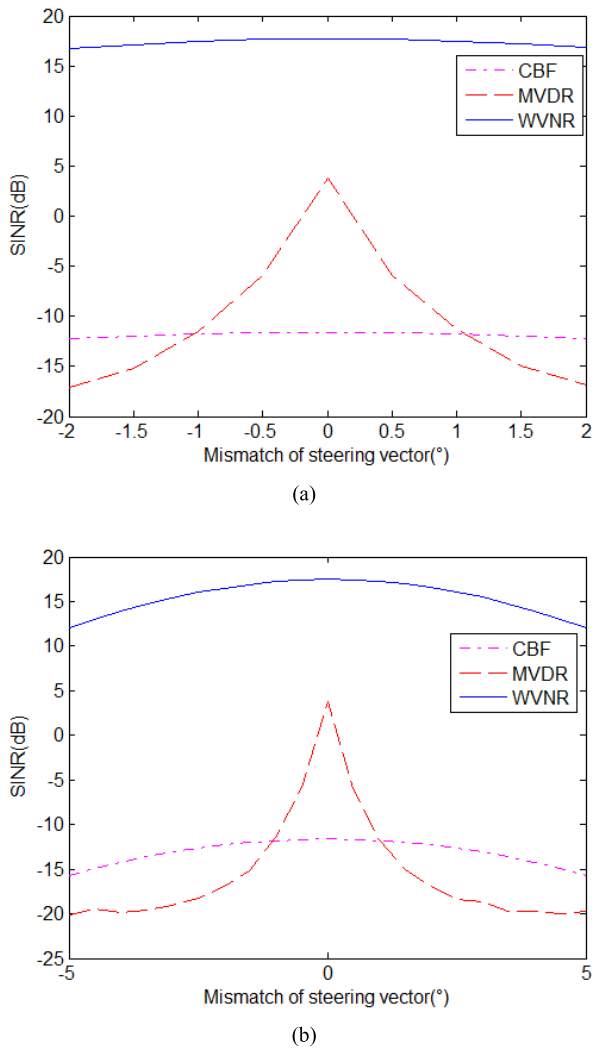 20
15
10
5
0
-5
-10
-15
-20
SINR(dB)
CBF
MVDR
WVNR
-2 -1.5 -1 -0.5 0 0.5 1 1.5 2
Mismatch of steering vector(°)
(a)
20
15
10
5
0
-5
-10
-15
-20
-25
SINR(dB)
CBF
MVDR
WVNR
-5 0 5
Mismatch of steering vector(°)
(b)